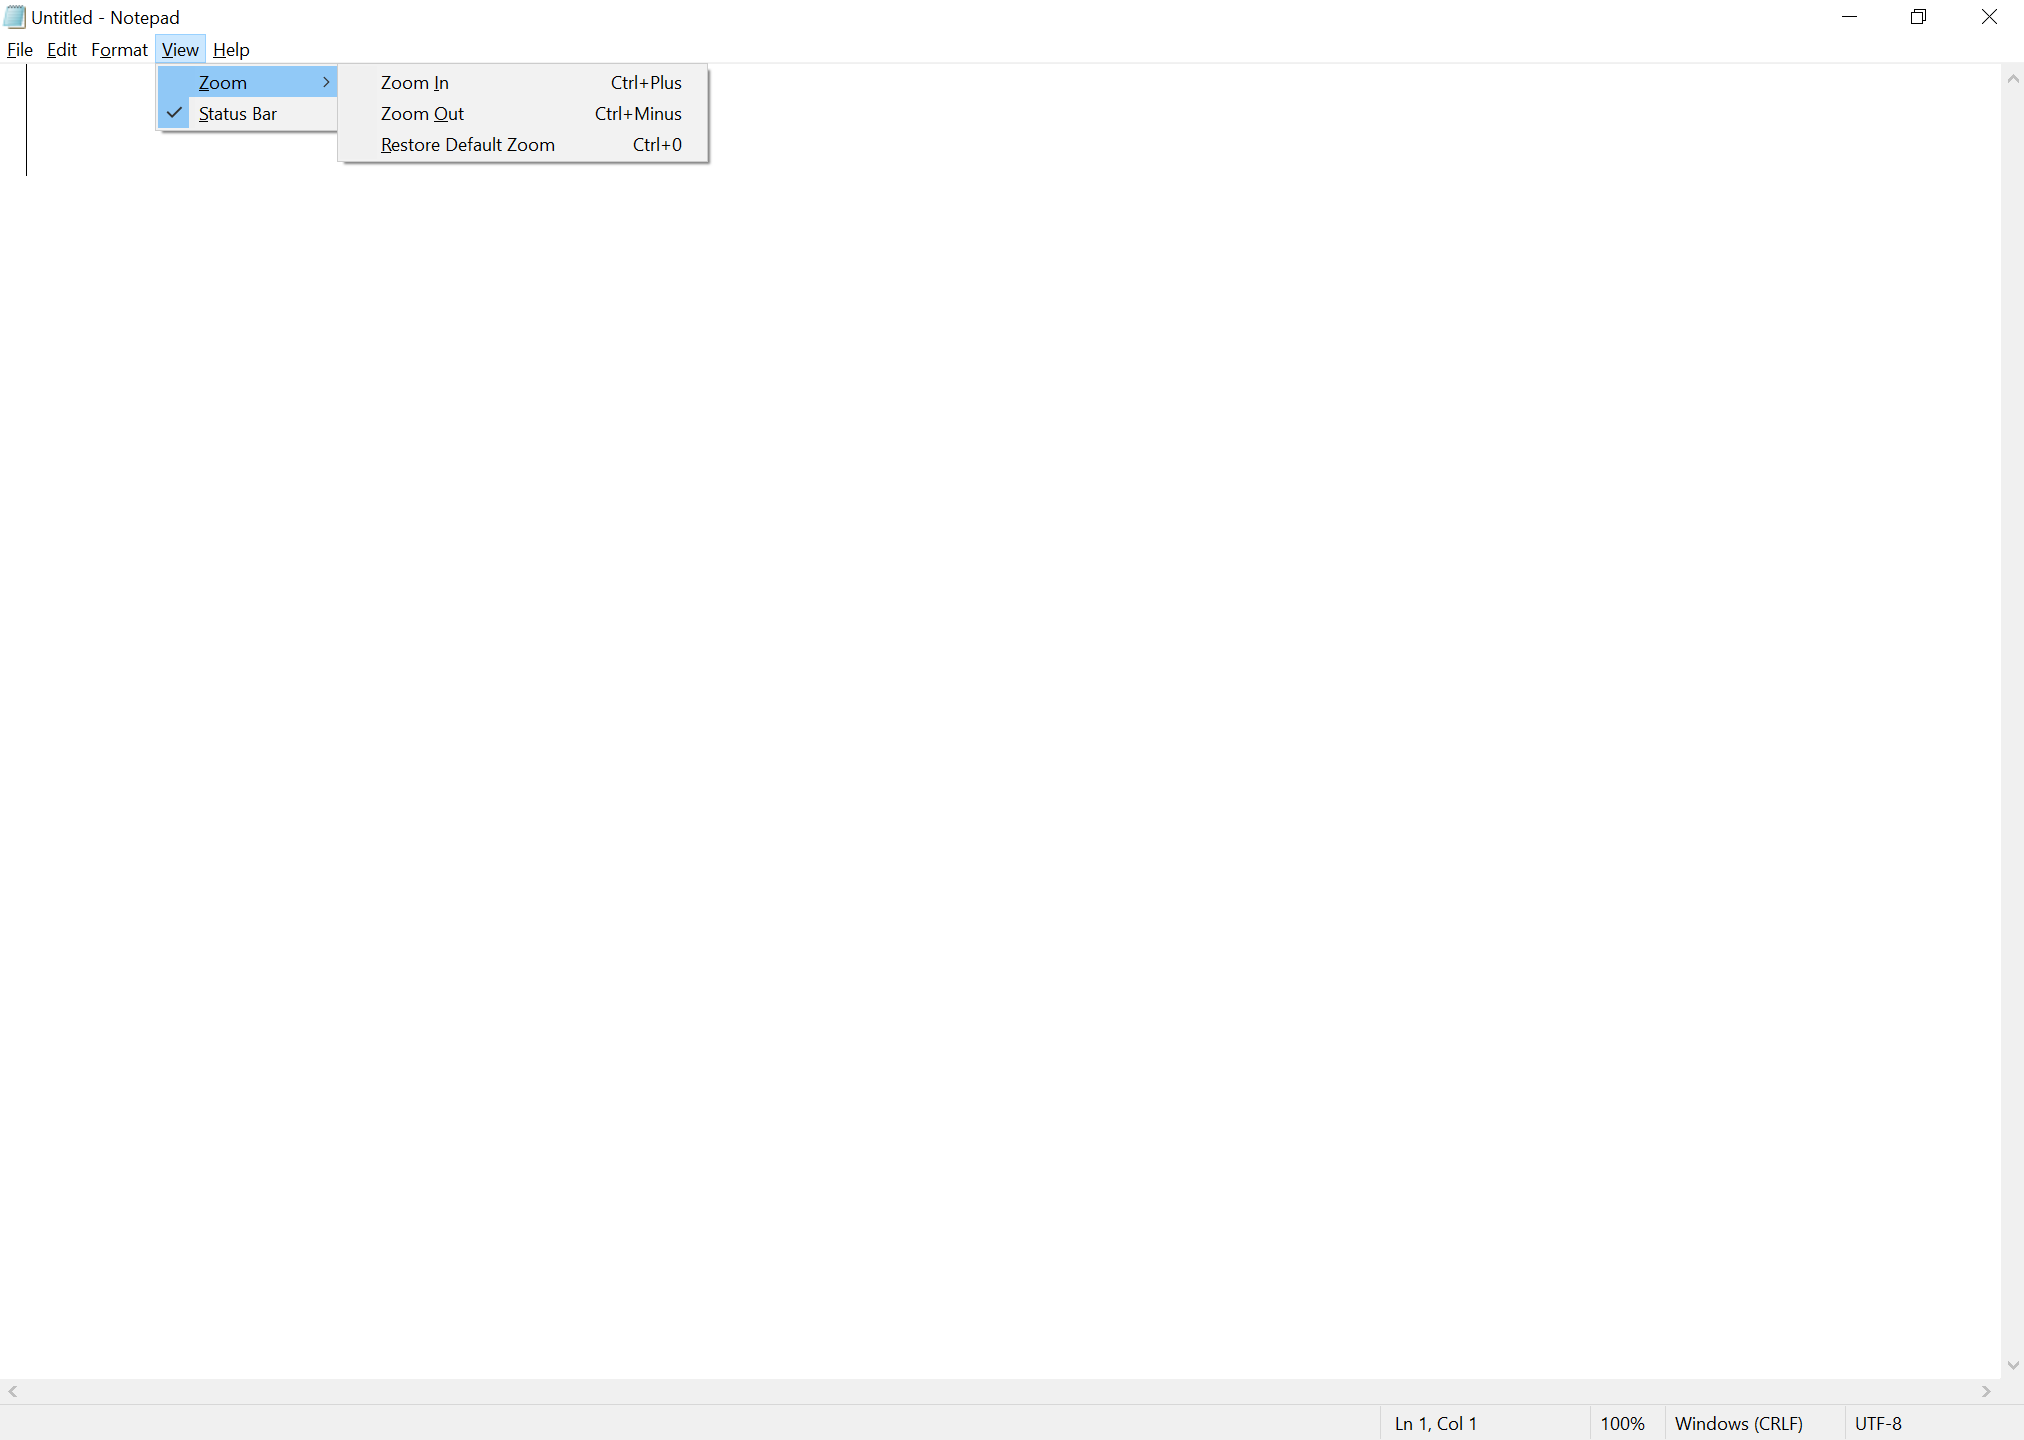 Untitled - Notepad
File Edit Format View Help
Zoom
Status Bar
Zoom In Ctrl+Plus
Zoom Out Ctrl+Minus
Restore Default Zoom Ctrl+0
Ln 1, Col 1 100% Windows (CRLF) UTF-8